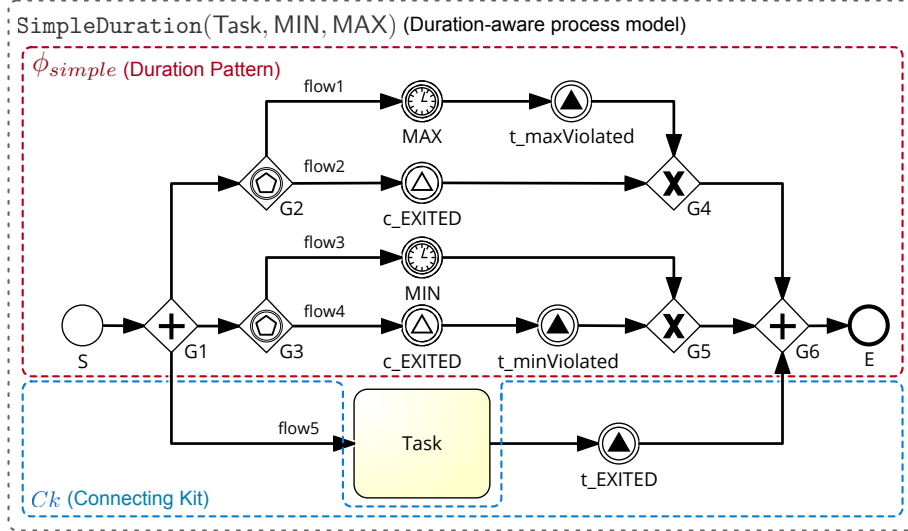 SimpleDuration(Task, MIN, MAX) (Duration-aware process model)
ϕsimple (Duration Pattern)
flow1
MAX
t_maxViolated
flow2
G2
c_EXITED
G4
flow3
MIN
flow4
S
G1
G3
c_EXITED
t_minViolated
G5
G6
E
flow5
Task
t_EXITED
Ck (Connecting Kit)